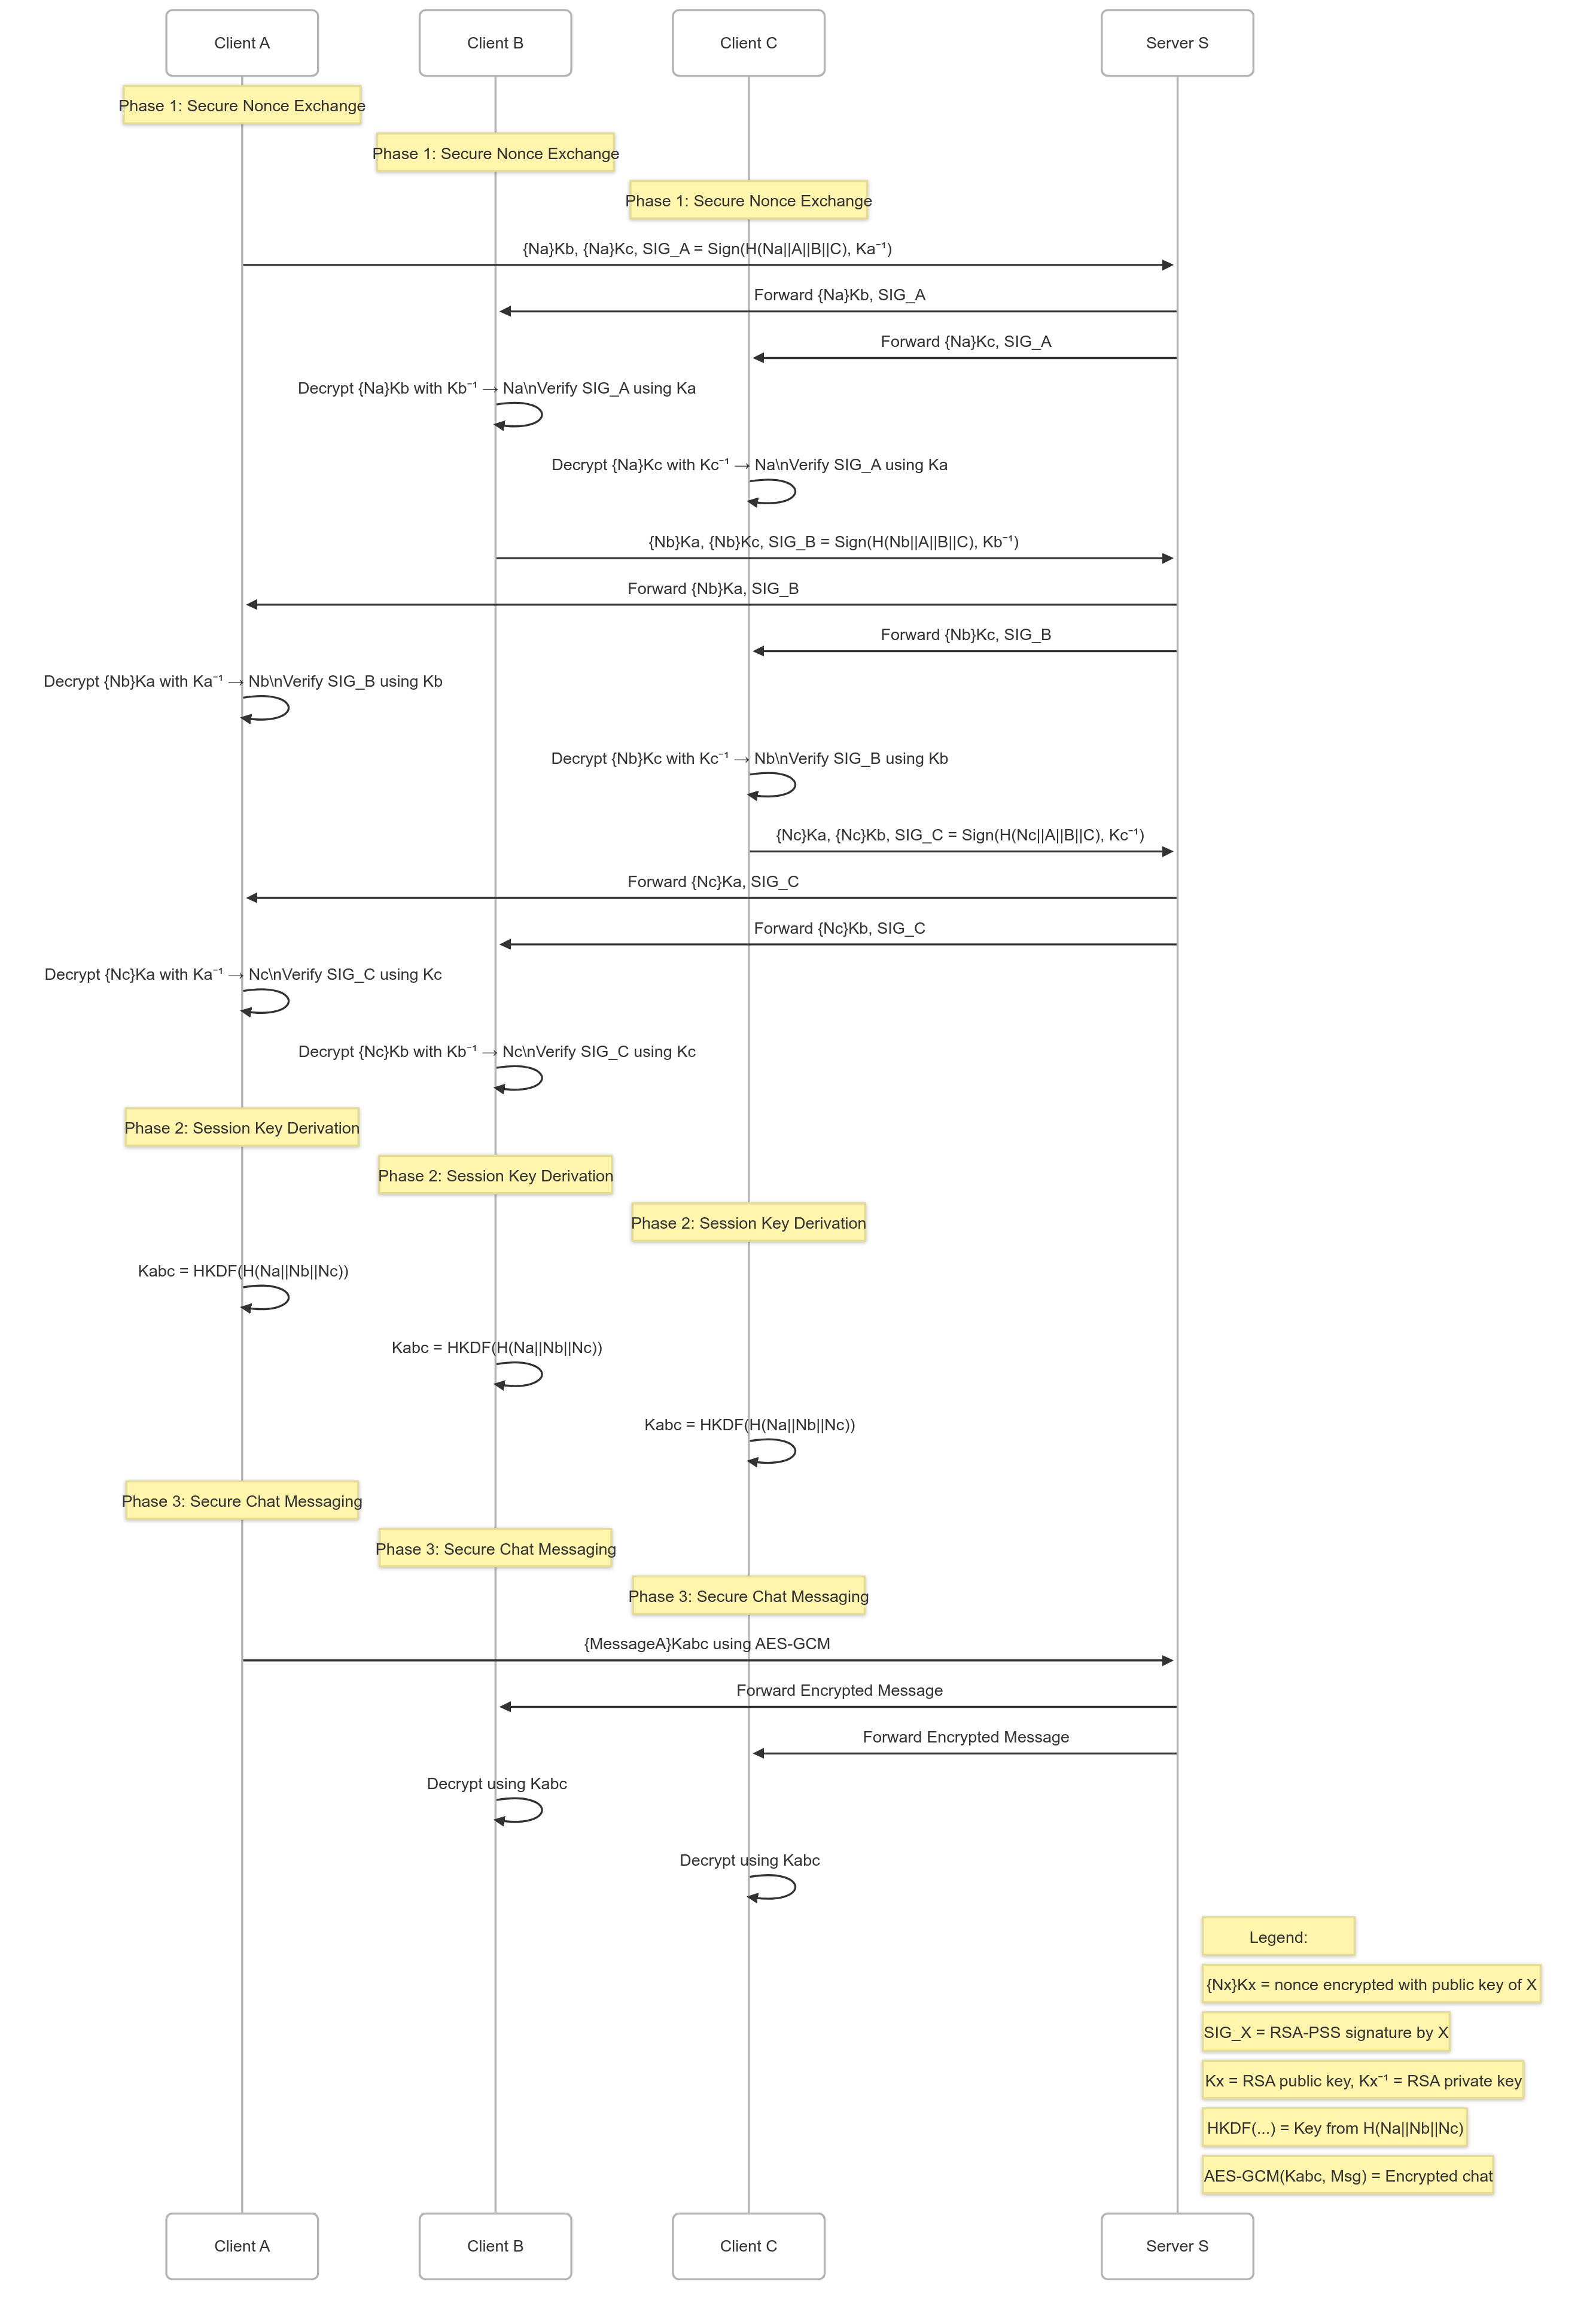 Client A
Client B
Client C
Server S
Phase 1: Secure Nonce Exchange
Phase 1: Secure Nonce Exchange
Phase 1: Secure Nonce Exchange
{Na}Kb, {Na}Kc, SIG_A = Sign(H(Na||A||B||C), Ka⁻¹)
Forward {Na}Kb, SIG_A
Forward {Na}Kc, SIG_A
Decrypt {Na}Kb with Kb⁻¹ → Na\nVerify SIG_A using Ka
Decrypt {Na}Kc with Kc⁻¹ → Na\nVerify SIG_A using Ka
{Nb}Ka, {Nb}Kc, SIG_B = Sign(H(Nb||A||B||C), Kb⁻¹)
Forward {Nb}Ka, SIG_B
Forward {Nb}Kc, SIG_B
Decrypt {Nb}Ka with Ka⁻¹ → Nb\nVerify SIG_B using Kb
Decrypt {Nb}Kc with Kc⁻¹ → Nb\nVerify SIG_B using Kb
{Nc}Ka, {Nc}Kb, SIG_C = Sign(H(Nc||A||B||C), Kc⁻¹)
Forward {Nc}Ka, SIG_C
Forward {Nc}Kb, SIG_C
Decrypt {Nc}Ka with Ka⁻¹ → Nc\nVerify SIG_C using Kc
Decrypt {Nc}Kb with Kb⁻¹ → Nc\nVerify SIG_C using Kc
Phase 2: Session Key Derivation
Phase 2: Session Key Derivation
Phase 2: Session Key Derivation
Kabc = HKDF(H(Na||Nb||Nc))
Kabc = HKDF(H(Na||Nb||Nc))
Kabc = HKDF(H(Na||Nb||Nc))
Phase 3: Secure Chat Messaging
Phase 3: Secure Chat Messaging
Phase 3: Secure Chat Messaging
{MessageA}Kabc using AES-GCM
Forward Encrypted Message
Forward Encrypted Message
Decrypt using Kabc
Decrypt using Kabc
Legend:
{Nx}Kx = nonce encrypted with public key of X
SIG_X = RSA-PSS signature by X
Kx = RSA public key, Kx⁻¹ = RSA private key
HKDF(...) = Key from H(Na||Nb||Nc)
AES-GCM(Kabc, Msg) = Encrypted chat
Client A
Client B
Client C
Server S